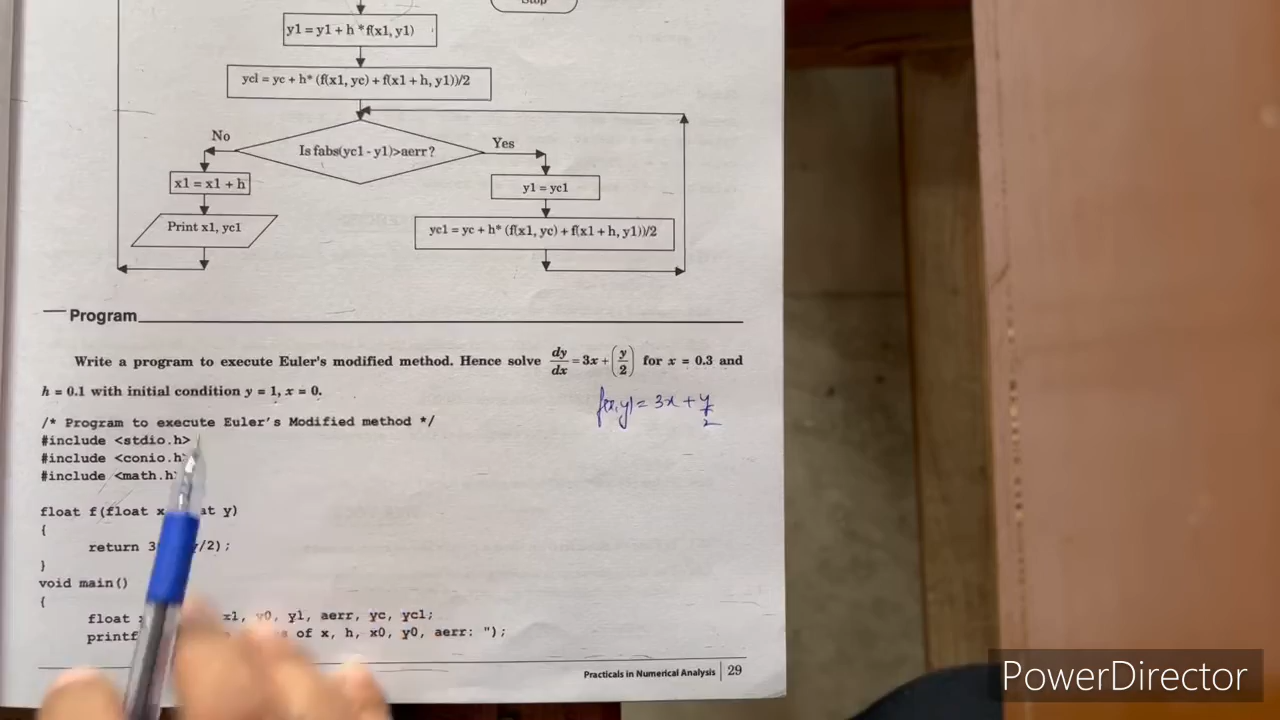 Stop
y1 = y1 + h * f(x1, y1)
yc1 = yc + h* (f(x1, yc) + f(x1 + h, y1))/2
No
Is fabs(yc1 - y1)>aerr?
Yes
x1 = x1 + h
y1 = yc1
Print x1, yc1
yc1 = yc + h* (f(x1, yc) + f(x1 + h, y1))/2
Program
Write a program to execute Euler's modified method. Hence solve dy/dx = 3x + (y/2) for x = 0.3 and
h = 0.1 with initial condition y = 1, x = 0.
f(x,y) = 3x + y/2
/* Program to execute Euler's Modified method */
#include <stdio.h>
#include <conio.h>
#include <math.h>
float f(float x, y)
{
return 3 y/2);
}
void main()
{
float x1, y0, y1, aerr, yc, yc1;
printf of x, h, x0, y0, aerr: ");
Practicals in Numerical Analysis | 29
PowerDirector